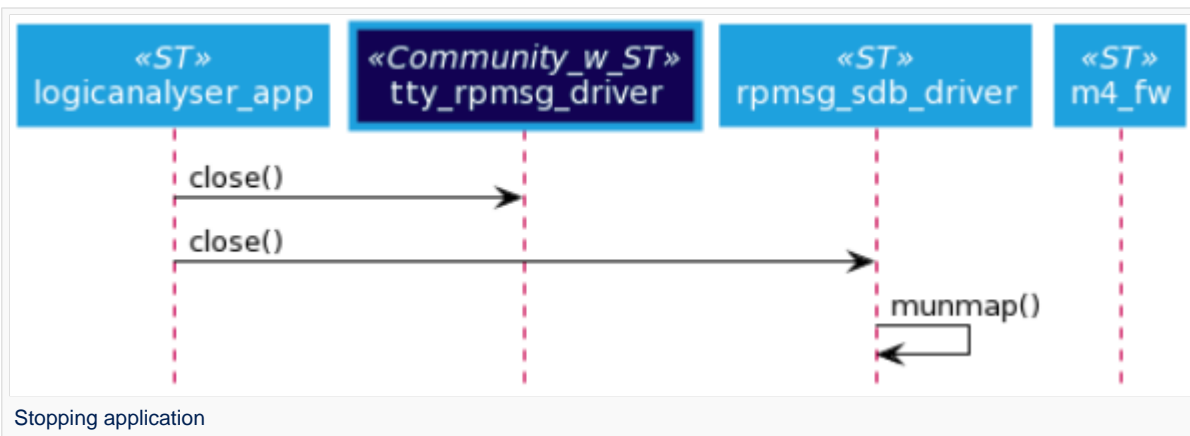 «ST»
logicanalyser_app
«Community_w_ST»
tty_rpmsg_driver
«ST»
rpmsg_sdb_driver
«ST»
m4_fw
close()
close()
munmap()
Stopping application